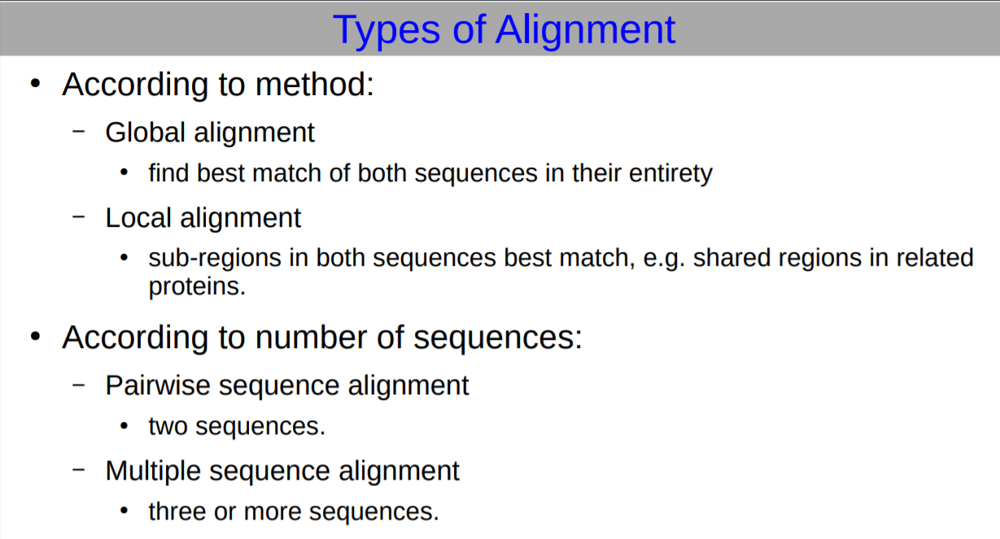 Types of Alignment
• According to method:
– Global alignment
• find best match of both sequences in their entirety
– Local alignment
• sub-regions in both sequences best match, e.g. shared regions in related
proteins.
• According to number of sequences:
– Pairwise sequence alignment
• two sequences.
– Multiple sequence alignment
• three or more sequences.